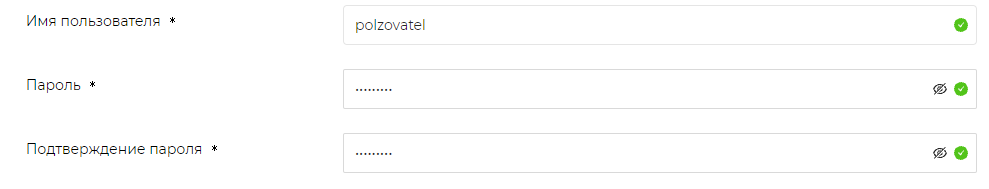 Имя пользователя *
polzovatel
Пароль *
·········
Подтверждение пароля *
·········